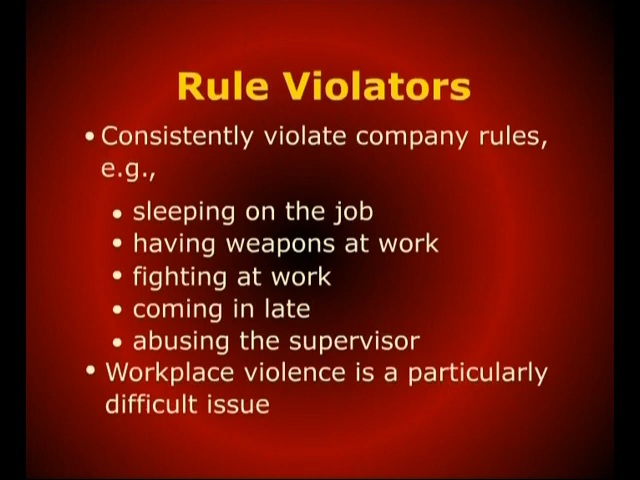 Rule Violators
• Consistently violate company rules,
e.g.,
• sleeping on the job
• having weapons at work
• fighting at work
• coming in late
• abusing the supervisor
• Workplace violence is a particularly
difficult issue